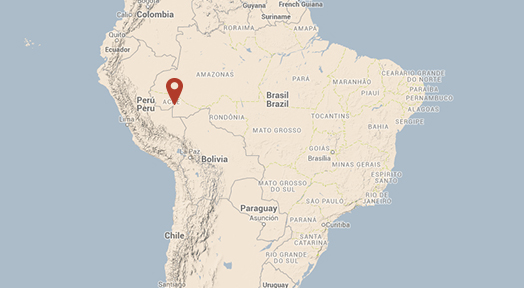 Guyana
French Guiana
Suriname
Colombia
Cali
RORAIMA
AMAPÁ
Quito
Ecuador
AMAZONAS
PARÁ
MARANHÃO
CEARÁ
RIO GRANDE
DO NORTE
PARAÍBA
PIAUÍ
PERNAMBUCO
ALAGOAS
SERGIPE
Brasil
Brazil
Perú
Peru
Lima
RONDÔNIA
TOCANTINS
BAHIA
MATO GROSSO
GOIÁS
Brasília
La Paz
Bolivia
MINAS GERAIS
ESPÍRITO
SANTO
MATO GROSSO
DO SUL
SÃO PAULO
RIO DE
JANEIRO
Paraguay
Asunción
PARANÁ
Curitiba
Chile
SANTA
CATARINA
RIO GRANDE
DO SUL
Santiago
Uruguay